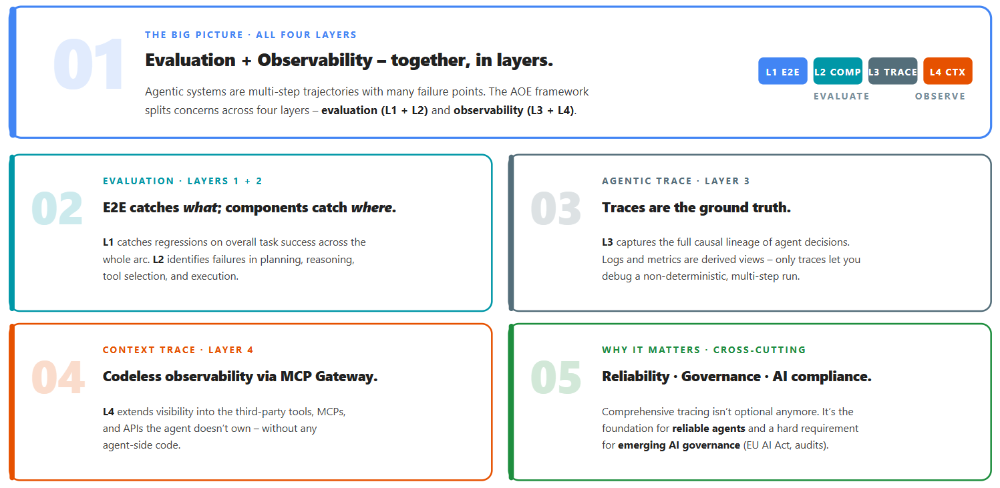 01
THE BIG PICTURE · ALL FOUR LAYERS
Evaluation + Observability – together, in layers.
Agentic systems are multi-step trajectories with many failure points. The AOE framework
splits concerns across four layers – evaluation (L1 + L2) and observability (L3 + L4).
L1 E2E L2 COMP L3 TRACE L4 CTX
EVALUATE OBSERVE
02
EVALUATION · LAYERS 1 + 2
E2E catches what; components catch where.
L1 catches regressions on overall task success across the
whole arc. L2 identifies failures in planning, reasoning,
tool selection, and execution.
03
AGENTIC TRACE · LAYER 3
Traces are the ground truth.
L3 captures the full causal lineage of agent decisions.
Logs and metrics are derived views – only traces let you
debug a non-deterministic, multi-step run.
04
CONTEXT TRACE · LAYER 4
Codeless observability via MCP Gateway.
L4 extends visibility into the third-party tools, MCPs,
and APIs the agent doesn't own – without any
agent-side code.
05
WHY IT MATTERS · CROSS-CUTTING
Reliability · Governance · AI compliance.
Comprehensive tracing isn't optional anymore. It's the
foundation for reliable agents and a hard requirement
for emerging AI governance (EU AI Act, audits).